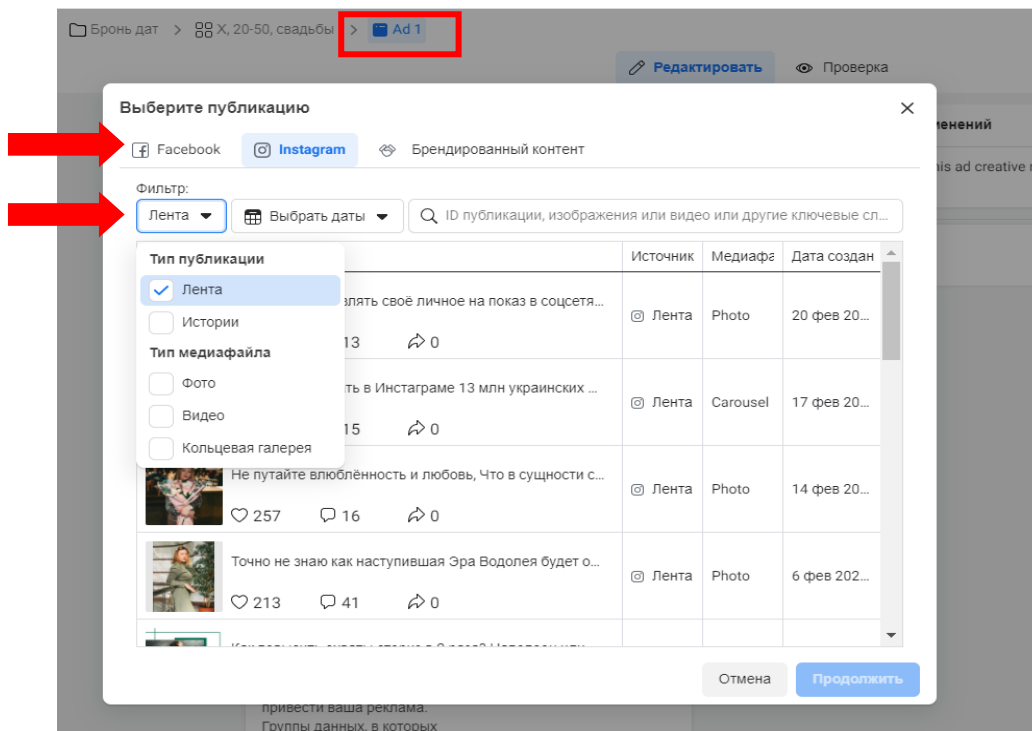 Бронь дат > X, 20-50, свадьбы > Ad 1
Редактировать Проверка
Выберите публикацию
Facebook Instagram Брендированный контент
Фильтр:
Лента Выбрать даты ID публикации, изображения или видео или другие ключевые сл...
Источник Медиафа Дата создан
Тип публикации
Лента
Истории
Тип медиафайла
Фото
Видео
Кольцевая галерея
своё личное на показ в соцсетя...
Лента Photo 20 фев 20...
13 0
в Инстаграме 13 млн украинских ...
Лента Carousel 17 фев 20...
15 0
Не путайте влюблённость и любовь, Что в сущности с...
Лента Photo 14 фев 20...
257 16 0
Точно не знаю как наступившая Эра Водолея будет о...
Лента Photo 6 фев 202...
213 41 0
Отмена Продолжить
привести ваша реклама.
Группы данных, в которых
менений
his ad creative